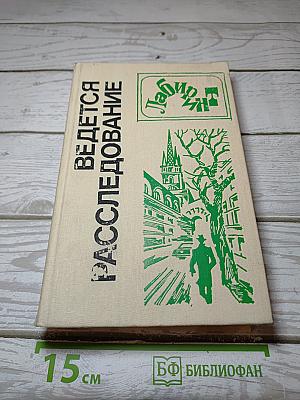 ВЕДЕТСЯ
РАССЛЕДОВАНИЕ
Лабиринт
15 см
БФ БИБЛИОФАН